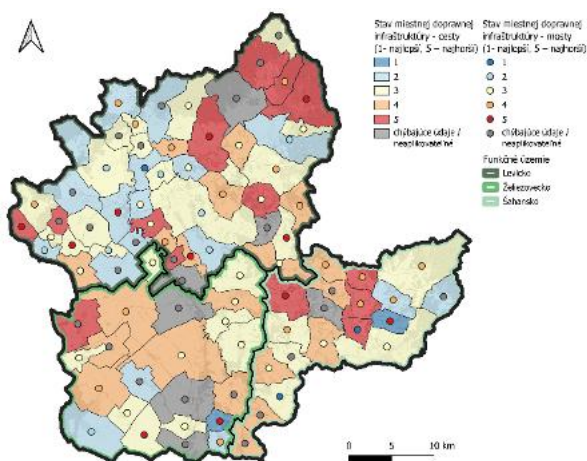 Stav miestnej dopravnej
infraštruktúry - cesty
(1- najlepší, 5 – najhorší)
1
2
3
4
5
chýbajúce údaje /
neaplikovateľné
Stav miestnej dopravnej
infraštruktúry - mosty
(1- najlepší, 5 – najhorší)
1
2
3
4
5
chýbajúce údaje /
neaplikovateľné
Funkčné územie
Levicko
Želiezovecko
Šahansko
0 5 10 km